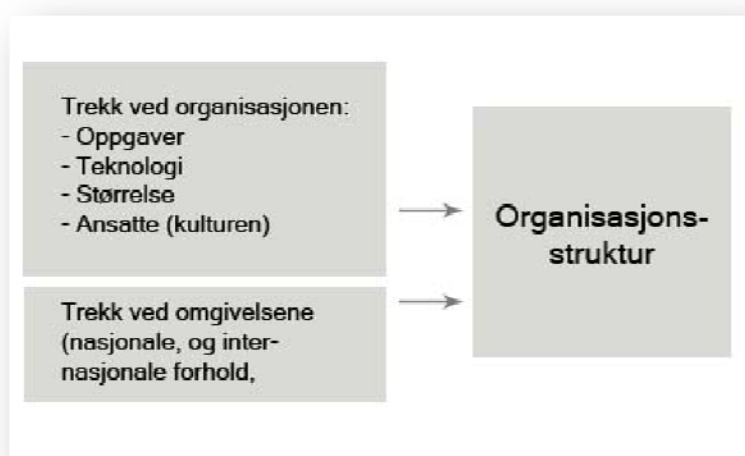 Trekk ved organisasjonen:
- Oppgaver
- Teknologi
- Størrelse
- Ansatte (kulturen)
Trekk ved omgivelsene
(nasjonale, og inter-
nasjonale forhold,
Organisasjons-
struktur